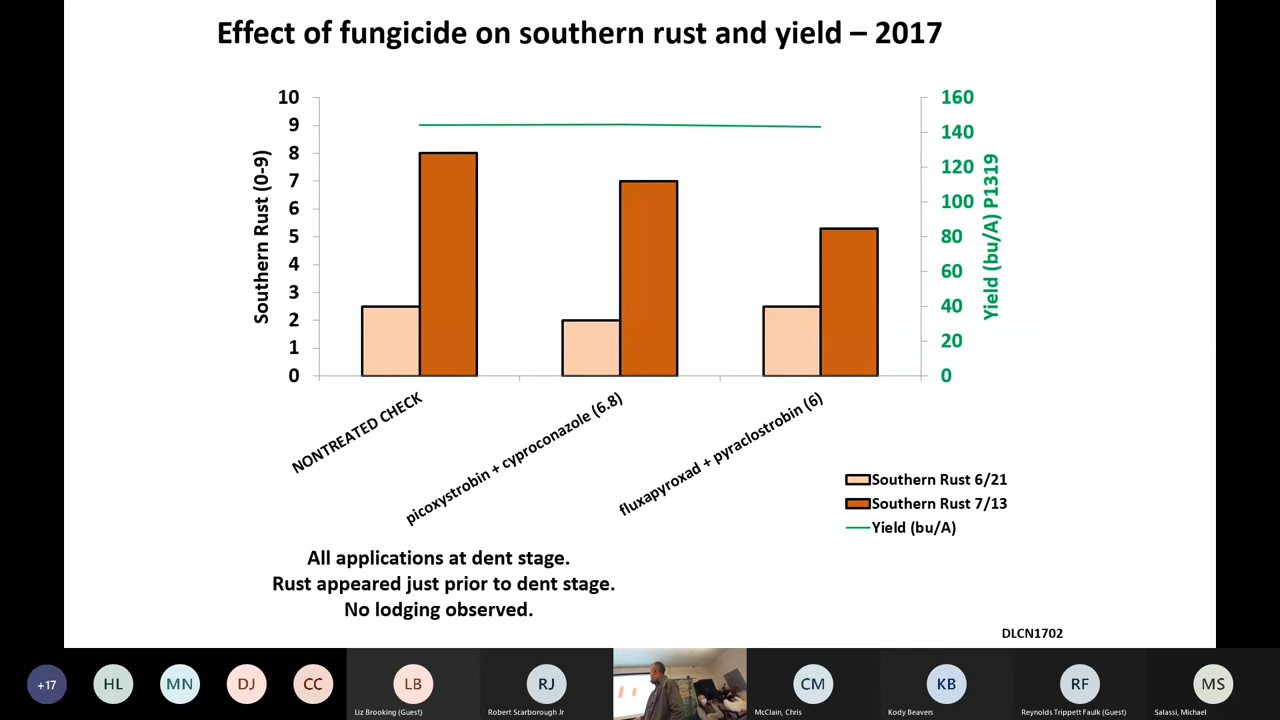 Effect of fungicide on southern rust and yield – 2017
10
9
8
7
6
5
4
3
2
1
0
Southern Rust (0-9)
160
140
120
100
80
60
40
20
0
Yield (bu/A) P1319
NONTREATED CHECK
picoxystrobin + cyproconazole (6.8)
fluxapyroxad + pyraclostrobin (6)
Southern Rust 6/21
Southern Rust 7/13
Yield (bu/A)
All applications at dent stage.
Rust appeared just prior to dent stage.
No lodging observed.
DLCN1702
+17
HL
MN
DJ
CC
LB
Liz Brooking (Guest)
RJ
Robert Scarborough Jr
CM
McClain, Chris
KB
Kody Beavers
RF
Reynolds Trippett Faulk (Guest)
MS
Salassi, Michael